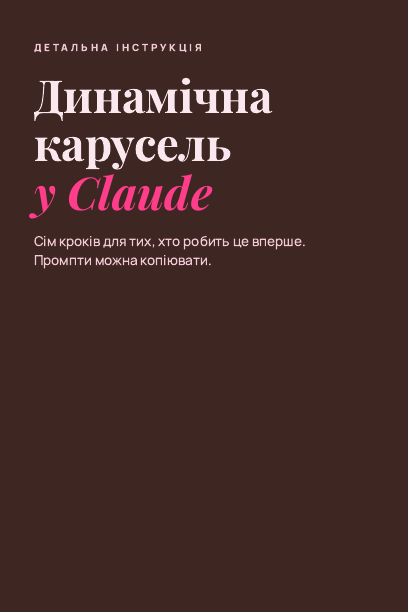 ДЕТАЛЬНА ІНСТРУКЦІЯ
Динамічна
карусель
у Claude
Сім кроків для тих, хто робить це вперше.
Промпти можна копіювати.